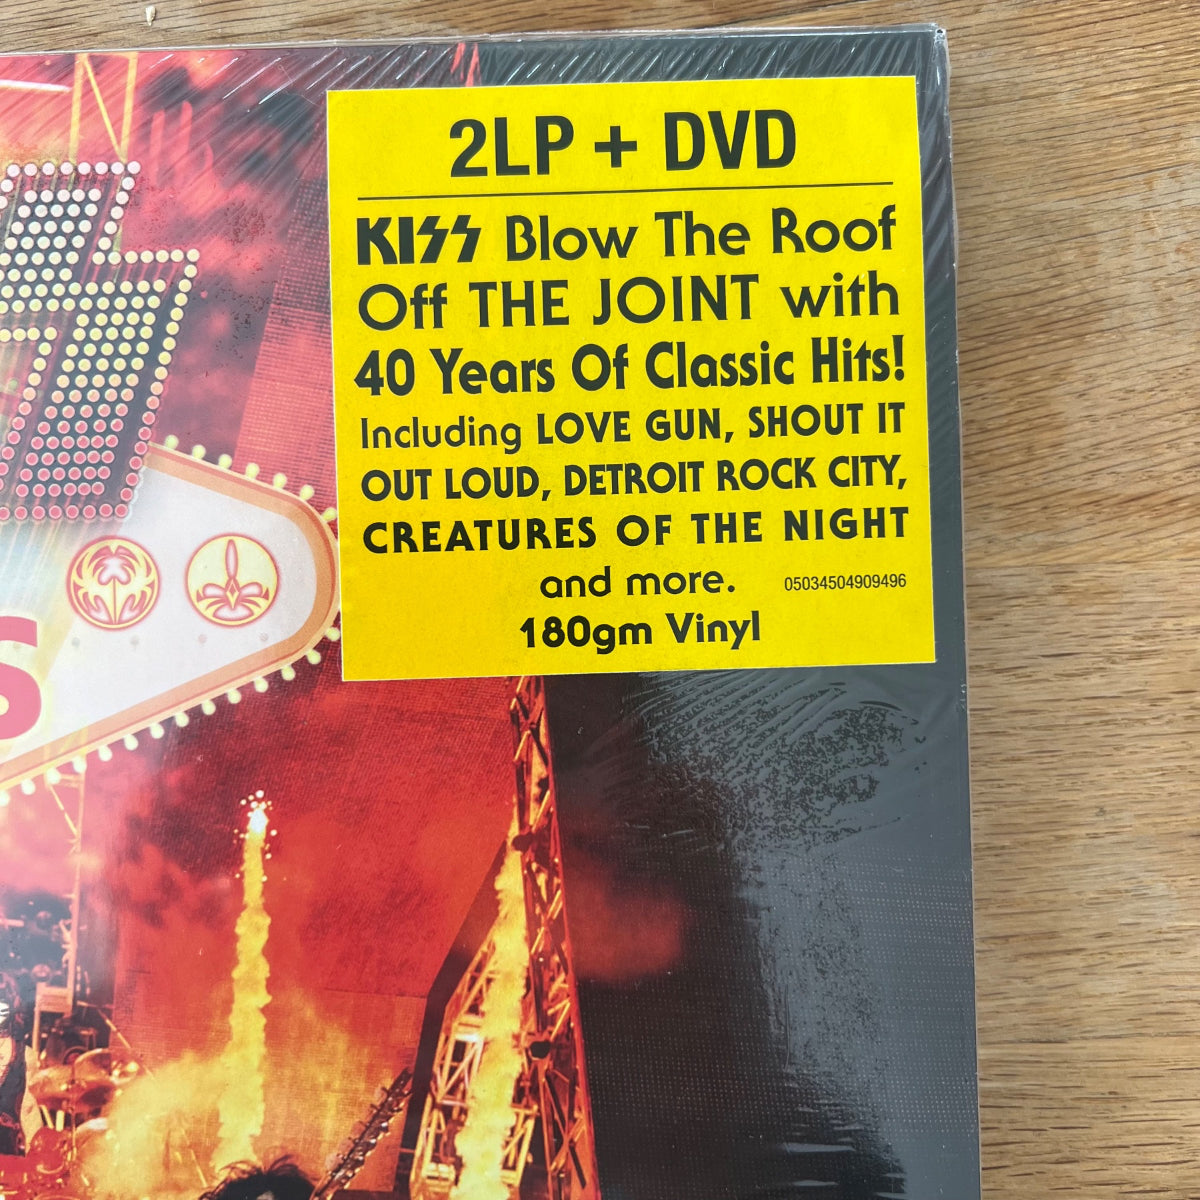 2LP + DVD
KISS Blow The Roof
Off THE JOINT with
40 Years Of Classic Hits!
Including LOVE GUN, SHOUT IT
OUT LOUD, DETROIT ROCK CITY,
CREATURES OF THE NIGHT
and more. 05034504909496
180gm Vinyl
S